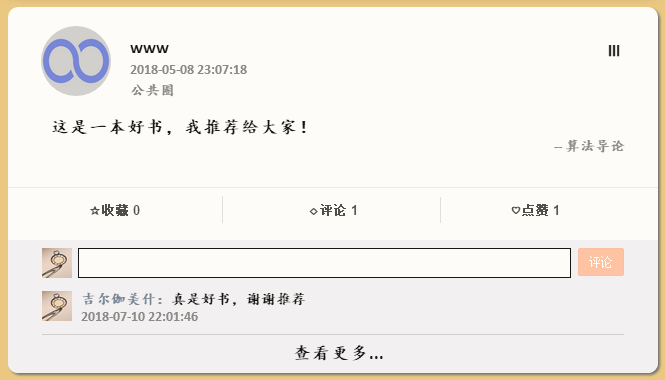 www
2018-05-08 23:07:18
公共圈
这是一本好书，我推荐给大家！
--算法导论
☆收藏 0
◇评论 1
♡点赞 1
评论
吉尔伽美什：真是好书，谢谢推荐
2018-07-10 22:01:46
查看更多...